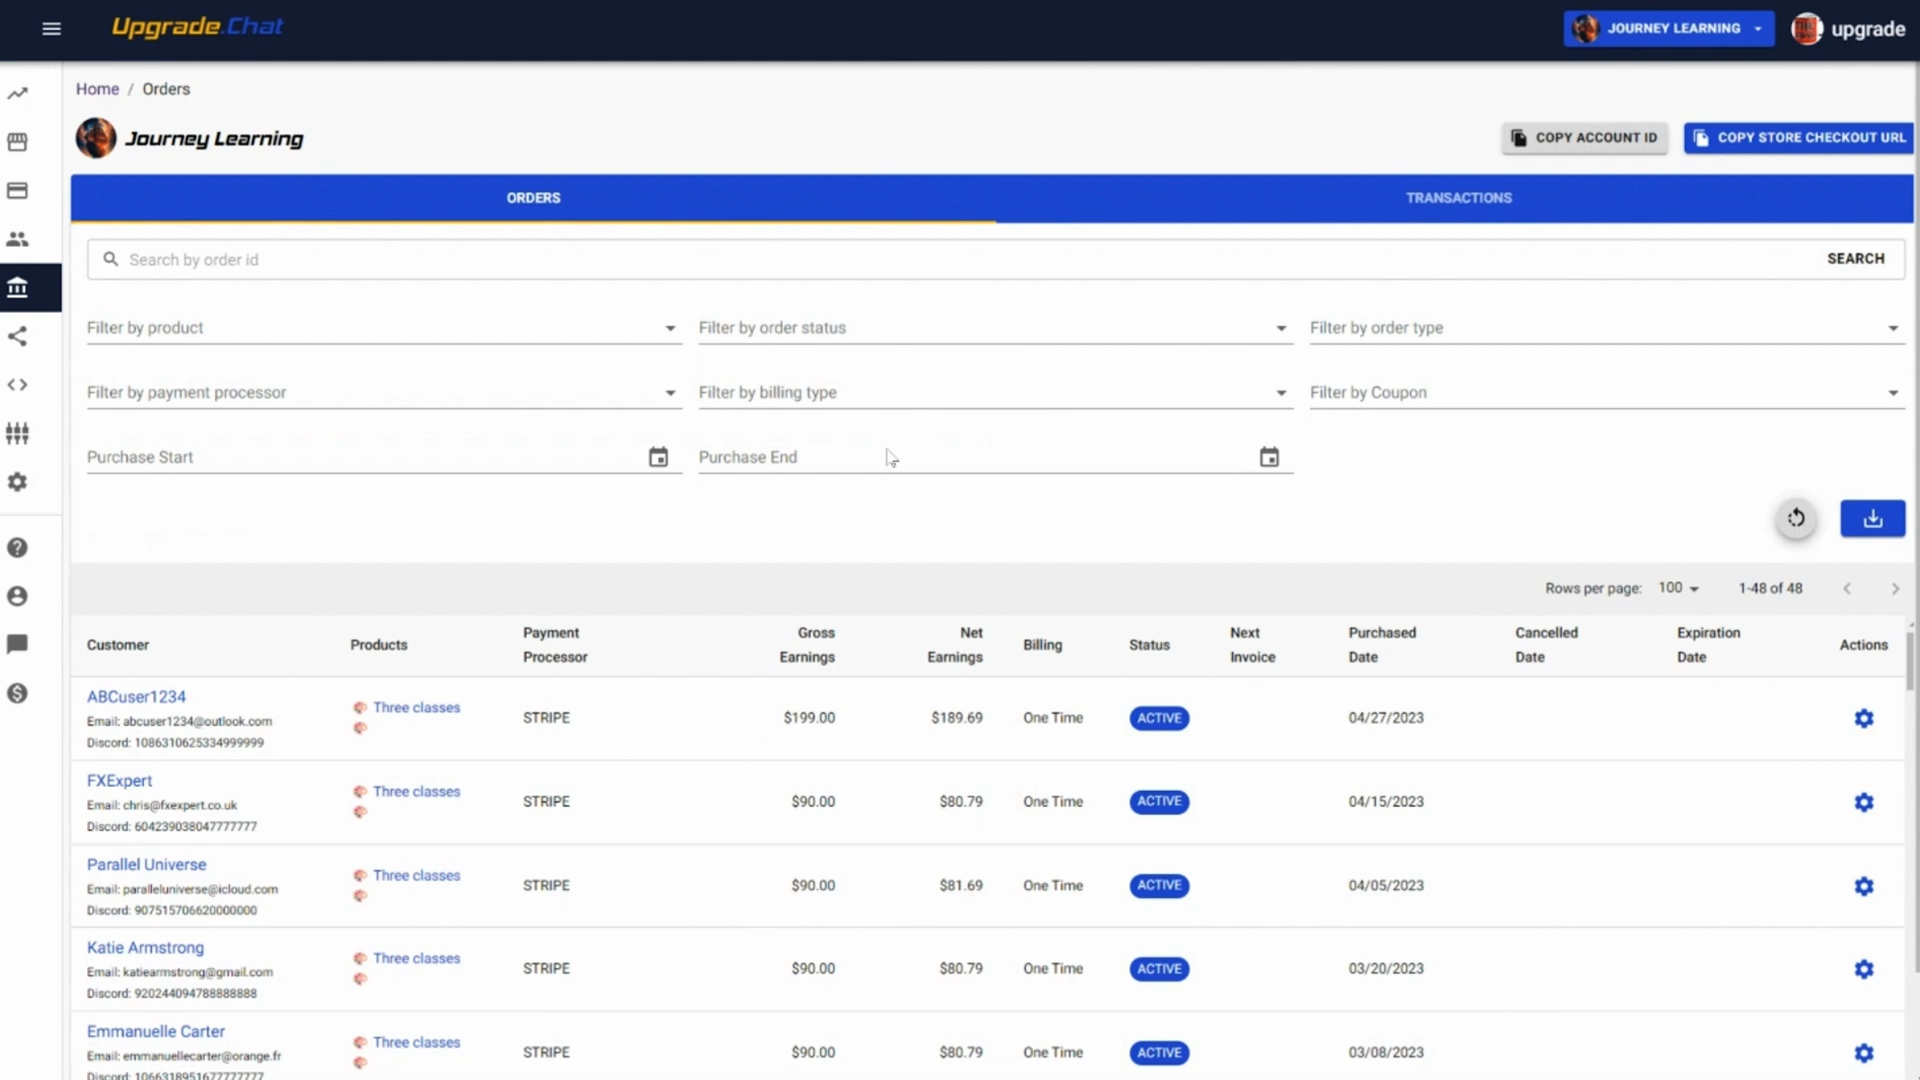 Upgrade.Chat
JOURNEY LEARNING
upgrade
Home / Orders
Journey Learning
COPY ACCOUNT ID
COPY STORE CHECKOUT URL
ORDERS
TRANSACTIONS
Search by order id
SEARCH
Filter by product
Filter by order status
Filter by order type
Filter by payment processor
Filter by billing type
Filter by Coupon
Purchase Start
Purchase End
Rows per page: 100 1-48 of 48
Customer Products Payment Processor Gross Earnings Net Earnings Billing Status Next Invoice Purchased Date Cancelled Date Expiration Date Actions
ABCuser1234
Email: abcuser1234@outlook.com
Discord: 1086310625334999999
Three classes STRIPE $199.00 $189.69 One Time ACTIVE 04/27/2023
FXExpert
Email: chris@fxexpert.co.uk
Discord: 604239038047777777
Three classes STRIPE $90.00 $80.79 One Time ACTIVE 04/15/2023
Parallel Universe
Email: paralleluniverse@icloud.com
Discord: 907515706620000000
Three classes STRIPE $90.00 $81.69 One Time ACTIVE 04/05/2023
Katie Armstrong
Email: katiearmstrong@gmail.com
Discord: 920244094788888888
Three classes STRIPE $90.00 $80.79 One Time ACTIVE 03/20/2023
Emmanuelle Carter
Email: emmanuellecarter@orange.fr
Discord: 1066318951677777777
Three classes STRIPE $90.00 $80.79 One Time ACTIVE 03/08/2023